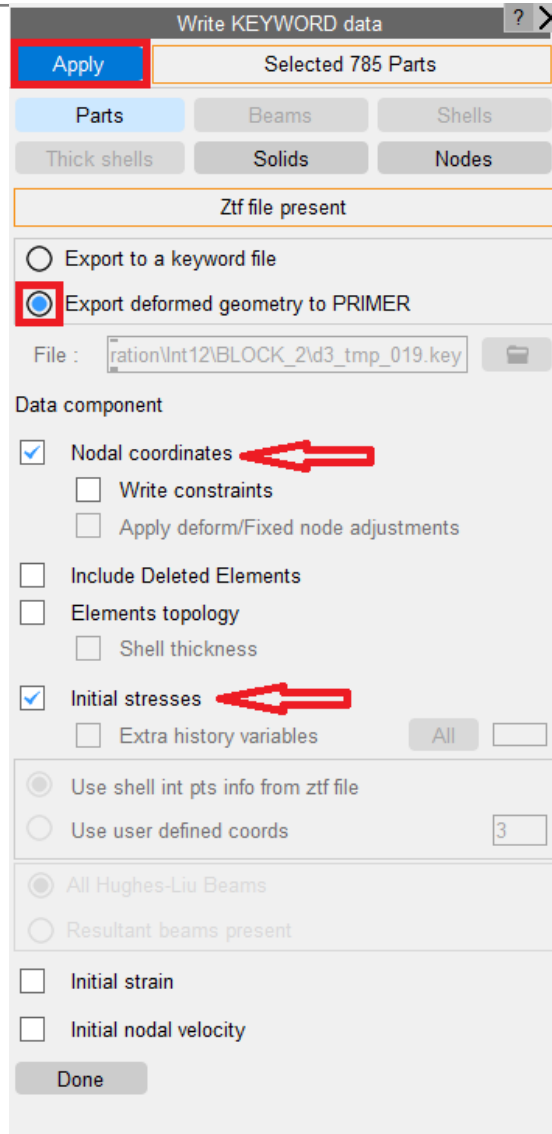 Write KEYWORD data ?
Apply Selected 785 Parts
Parts Beams Shells
Thick shells Solids Nodes
Ztf file present
Export to a keyword file
Export deformed geometry to PRIMER
File : ration\Int12\BLOCK_2\d3_tmp_019.key
Data component
Nodal coordinates
Write constraints
Apply deform/Fixed node adjustments
Include Deleted Elements
Elements topology
Shell thickness
Initial stresses
Extra history variables All
Use shell int pts info from ztf file
Use user defined coords 3
All Hughes-Liu Beams
Resultant beams present
Initial strain
Initial nodal velocity
Done